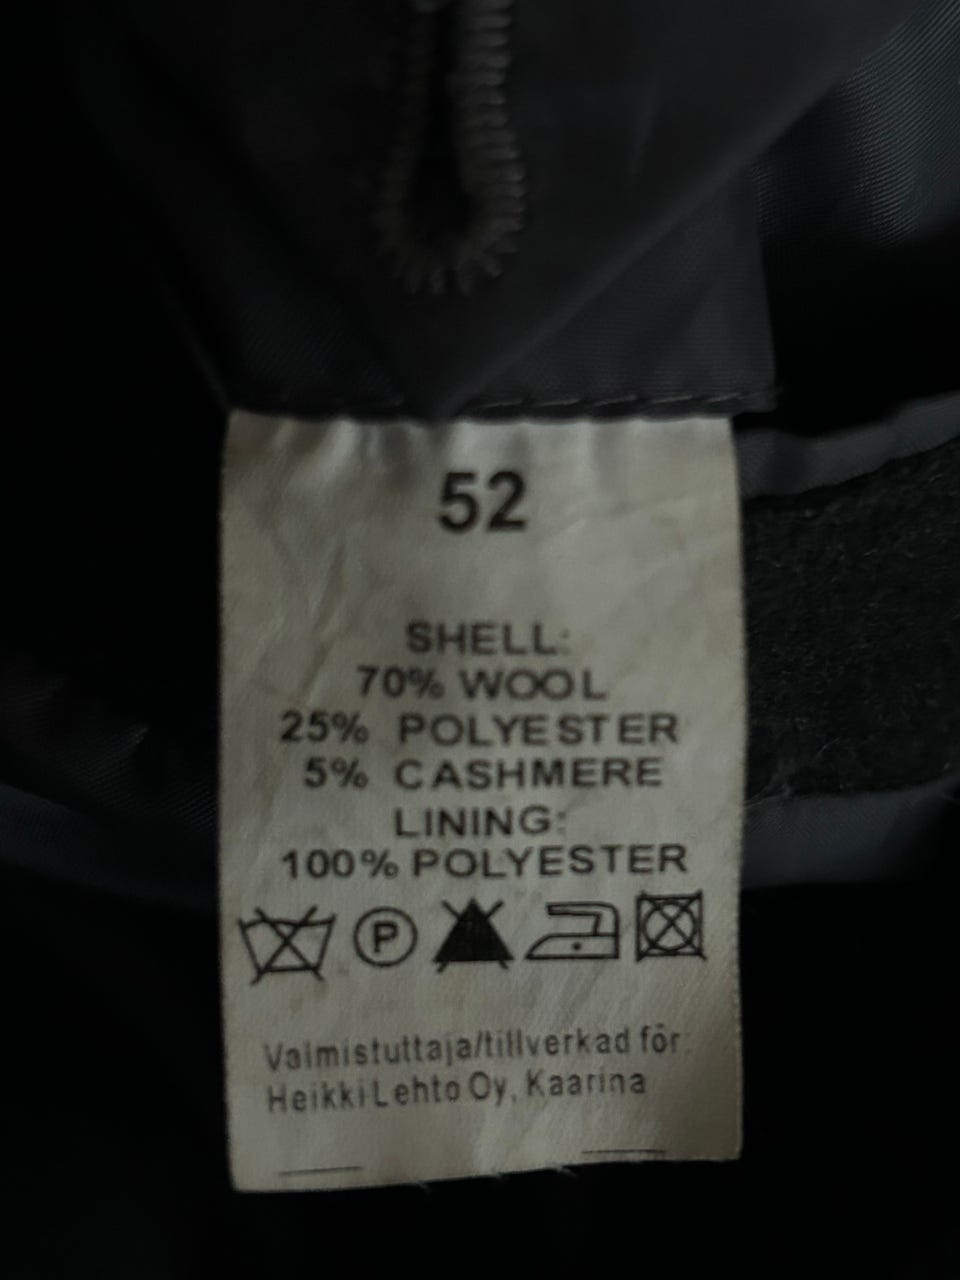 52
SHELL:
70% WOOL
25% POLYESTER
5% CASHMERE
LINING:
100% POLYESTER
P
Valmistuttaja/tillverkad för:
Heikki Lehto Oy, Kaarina